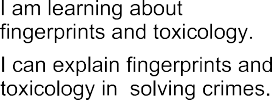 I am learning about
fingerprints and toxicology.
I can explain fingerprints and
toxicology in  solving crimes.